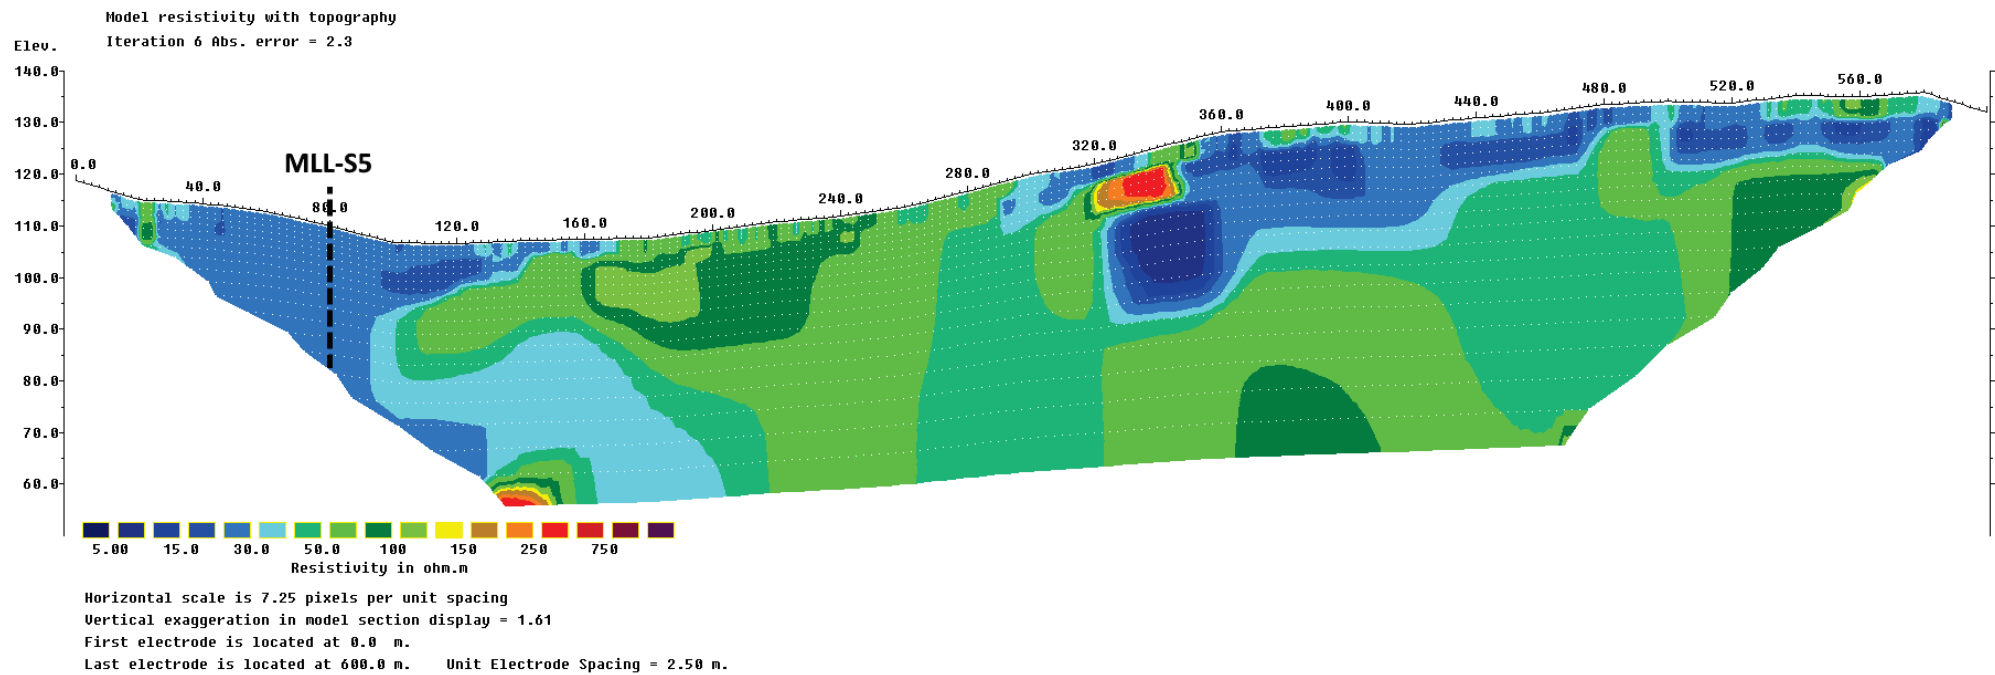 Model resistivity with topography
Iteration 6 Abs. error = 2.3
Elev.
140.0
130.0
120.0
110.0
100.0
90.0
80.0
70.0
60.0
MLL-S5
0.0
40.0
80.0
120.0
160.0
200.0
240.0
280.0
320.0
360.0
400.0
440.0
480.0
520.0
560.0
5.00 15.0 30.0 50.0 100 150 250 750
Resistivity in ohm.m
Horizontal scale is 7.25 pixels per unit spacing
Vertical exaggeration in model section display = 1.61
First electrode is located at 0.0 m.
Last electrode is located at 600.0 m. Unit Electrode Spacing = 2.50 m.